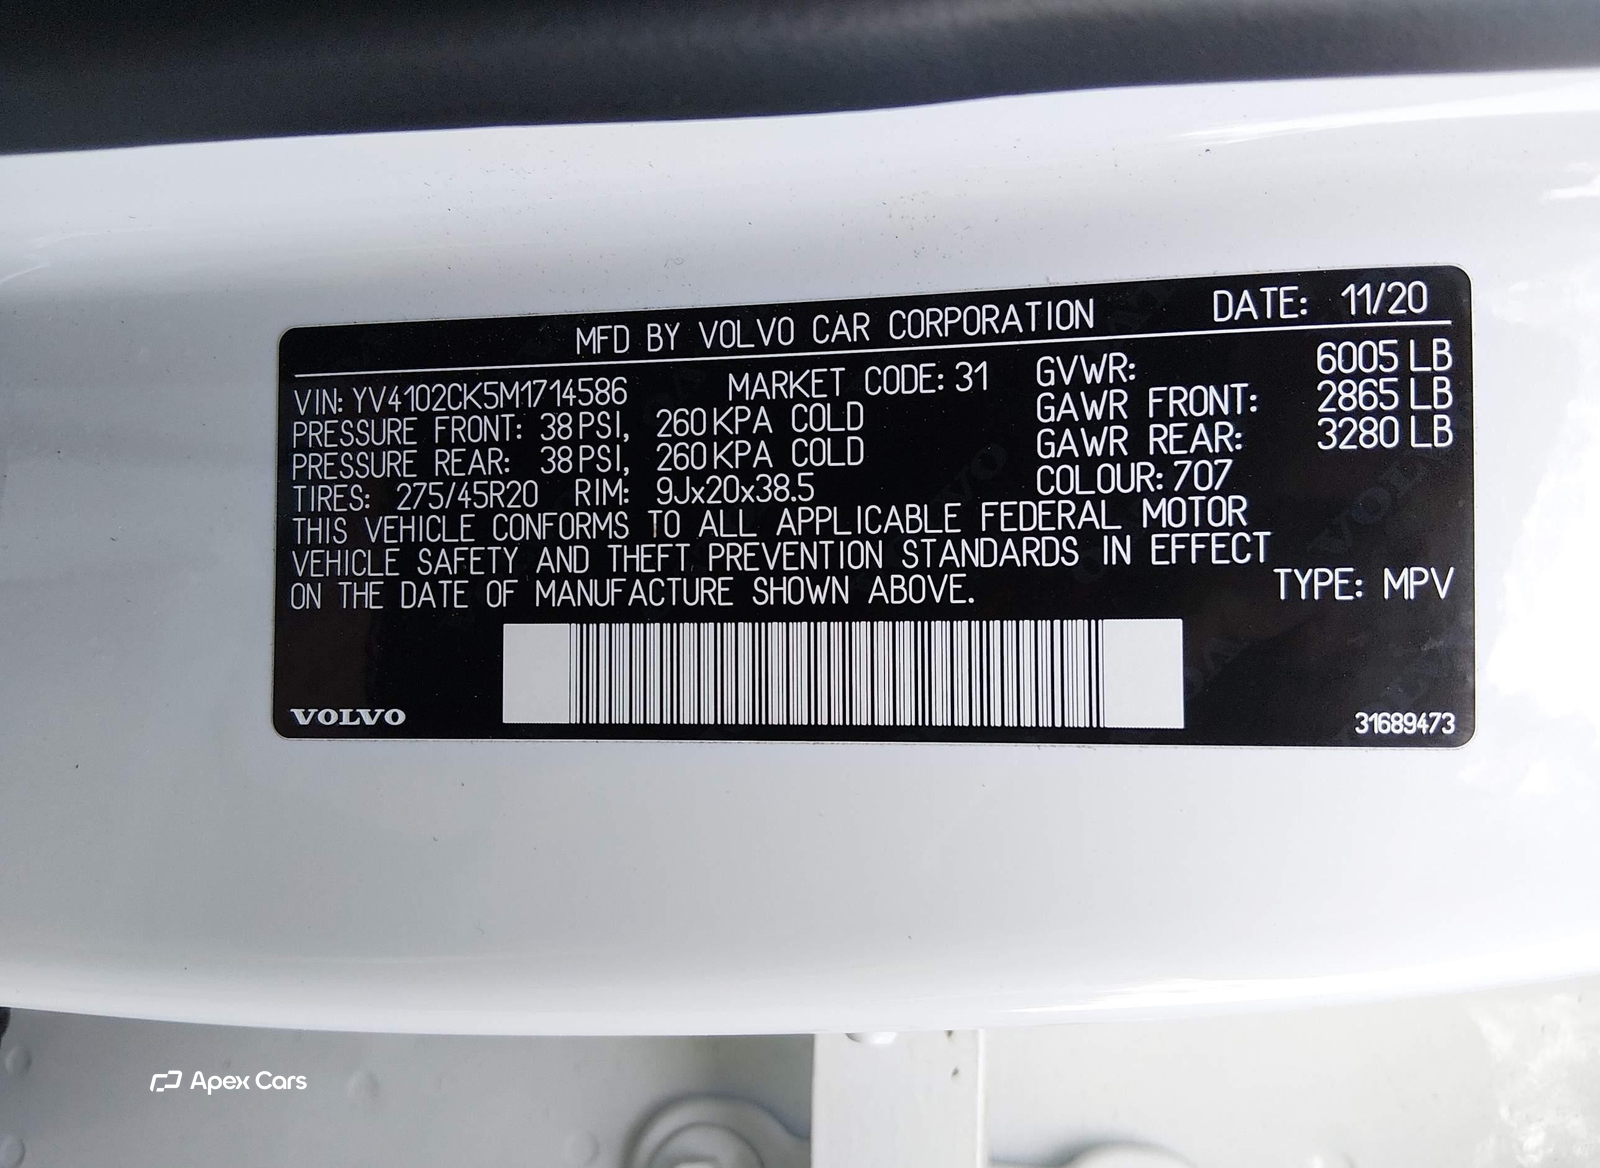 MFD BY VOLVO CAR CORPORATION DATE: 11/20
VIN: YV4102CK5M1714586 MARKET CODE: 31 GVWR: 6005 LB
PRESSURE FRONT: 38 PSI, 260 KPA COLD GAWR FRONT: 2865 LB
PRESSURE REAR: 38 PSI, 260 KPA COLD GAWR REAR: 3280 LB
TIRES: 275/45R20 RIM: 9Jx20x38.5 COLOUR: 707
THIS VEHICLE CONFORMS TO ALL APPLICABLE FEDERAL MOTOR
VEHICLE SAFETY AND THEFT PREVENTION STANDARDS IN EFFECT
ON THE DATE OF MANUFACTURE SHOWN ABOVE. TYPE: MPV
VOLVO 31689473
Apex Cars